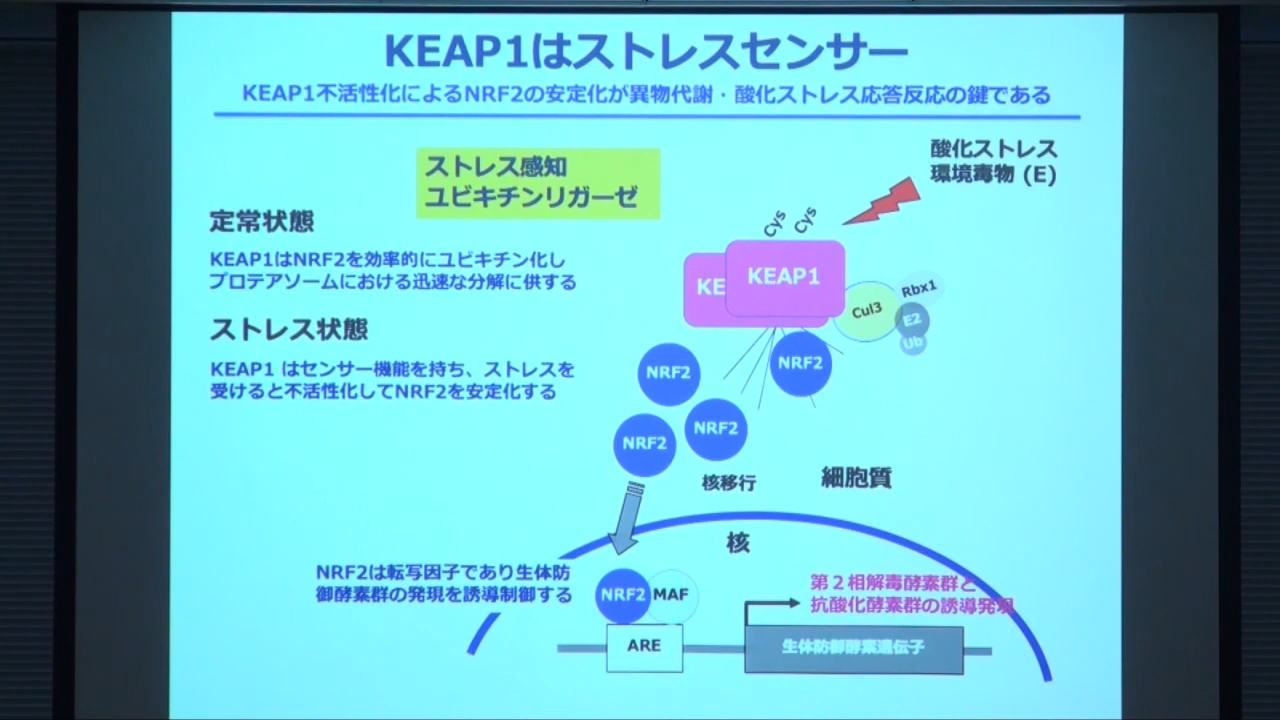 KEAP1はストレスセンサー
KEAP1不活性化によるNRF2の安定化が異物代謝・酸化ストレス応答反応の鍵である
ストレス感知
ユビキチンリガーゼ
酸化ストレス
環境毒物 (E)
定常状態
KEAP1はNRF2を効率的にユビキチン化し
プロテアソームにおける迅速な分解に供する
ストレス状態
KEAP1 はセンサー機能を持ち、ストレスを
受けると不活性化してNRF2を安定化する
Cys
Cys
KE
KEAP1
Cul3
Rbx1
E2
Ub
NRF2
NRF2
NRF2
NRF2
核移行
細胞質
核
NRF2は転写因子であり生体防
御酵素群の発現を誘導制御する
NRF2
MAF
ARE
第２相解毒酵素群と
抗酸化酵素群の誘導発現
生体防御酵素遺伝子